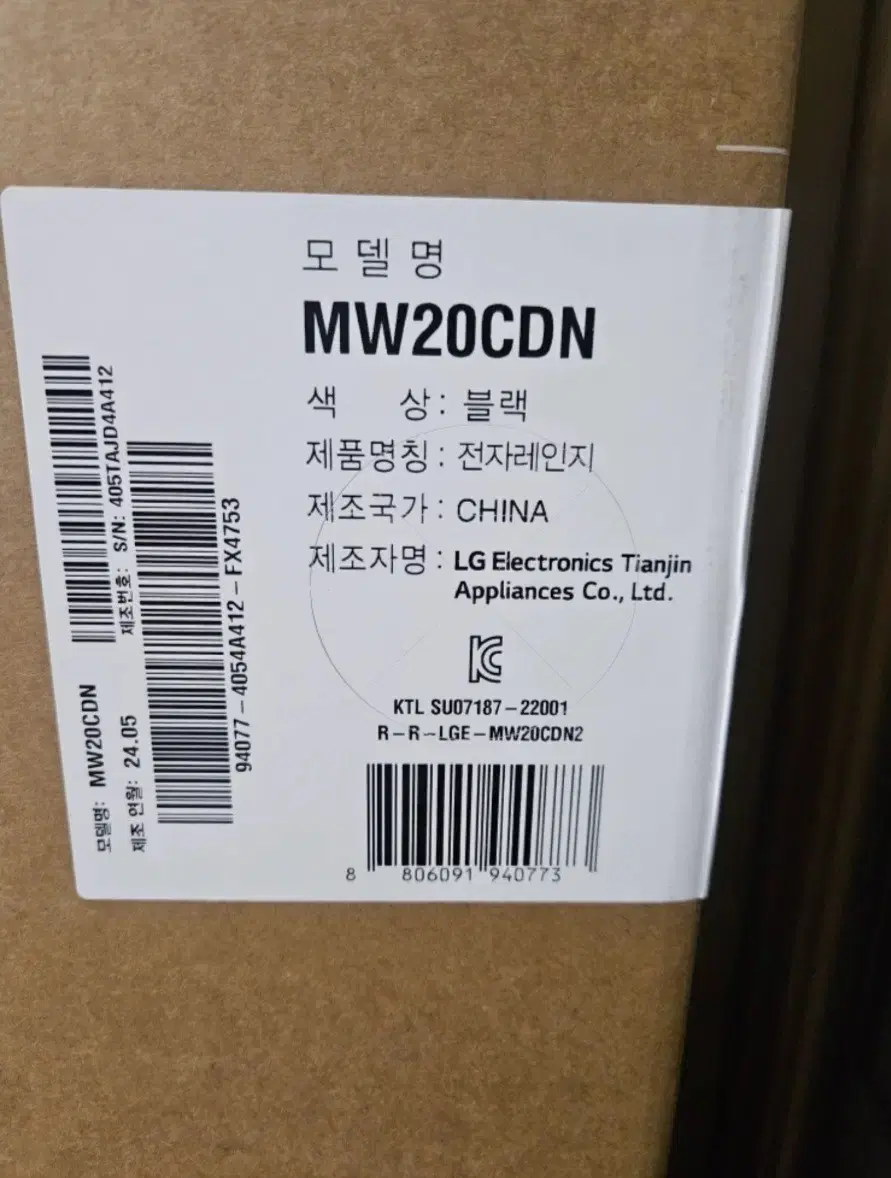 모델명
MW20CDN
색 상: 블랙
제품명칭: 전자레인지
제조국가: CHINA
제조자명: LG Electronics Tianjin
Appliances Co., Ltd.
KC
KTL SU07187-22001
R-R-LGE-MW20CDN2
8 806091 940773
모델명: MW20CDN
제조번호: S/N: 405TAJD4A412
제조 연월: 24.05
94077-4054A412-FX4753